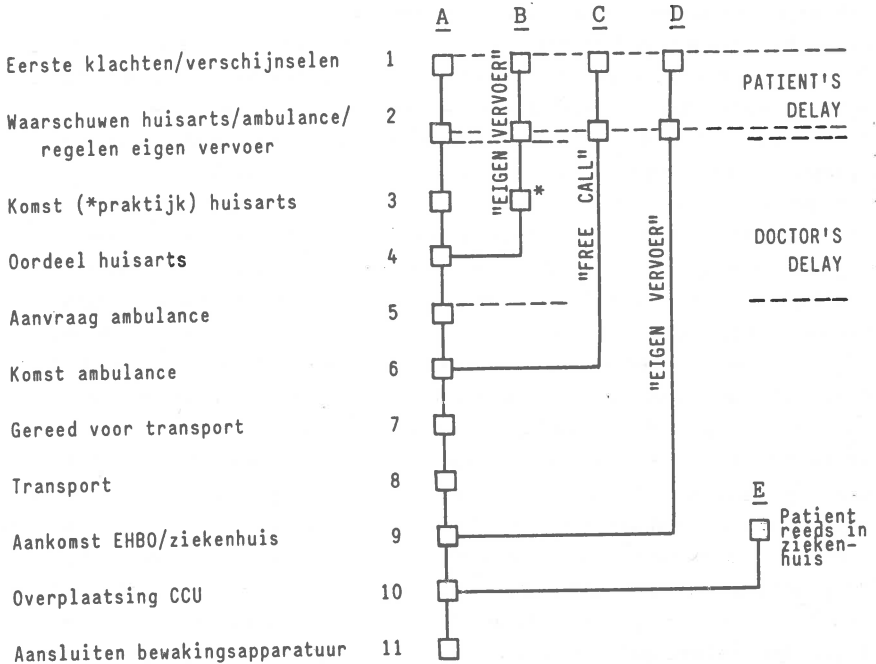 A B C D
Eerste klachten/verschijnselen 1
Waarschuwen huisarts/ambulance/ 2
regelen eigen vervoer
Komst (*praktijk) huisarts 3
Oordeel huisarts 4
Aanvraag ambulance 5
Komst ambulance 6
Gereed voor transport 7
Transport 8
Aankomst EHBO/ziekenhuis 9
Overplaatsing CCU 10
Aansluiten bewakingsapparatuur 11
"EIGEN VERVOER"
*
"FREE CALL"
"EIGEN VERVOER"
PATIENT'S
DELAY
DOCTOR'S
DELAY
E
Patient
reeds in
zieken-
huis